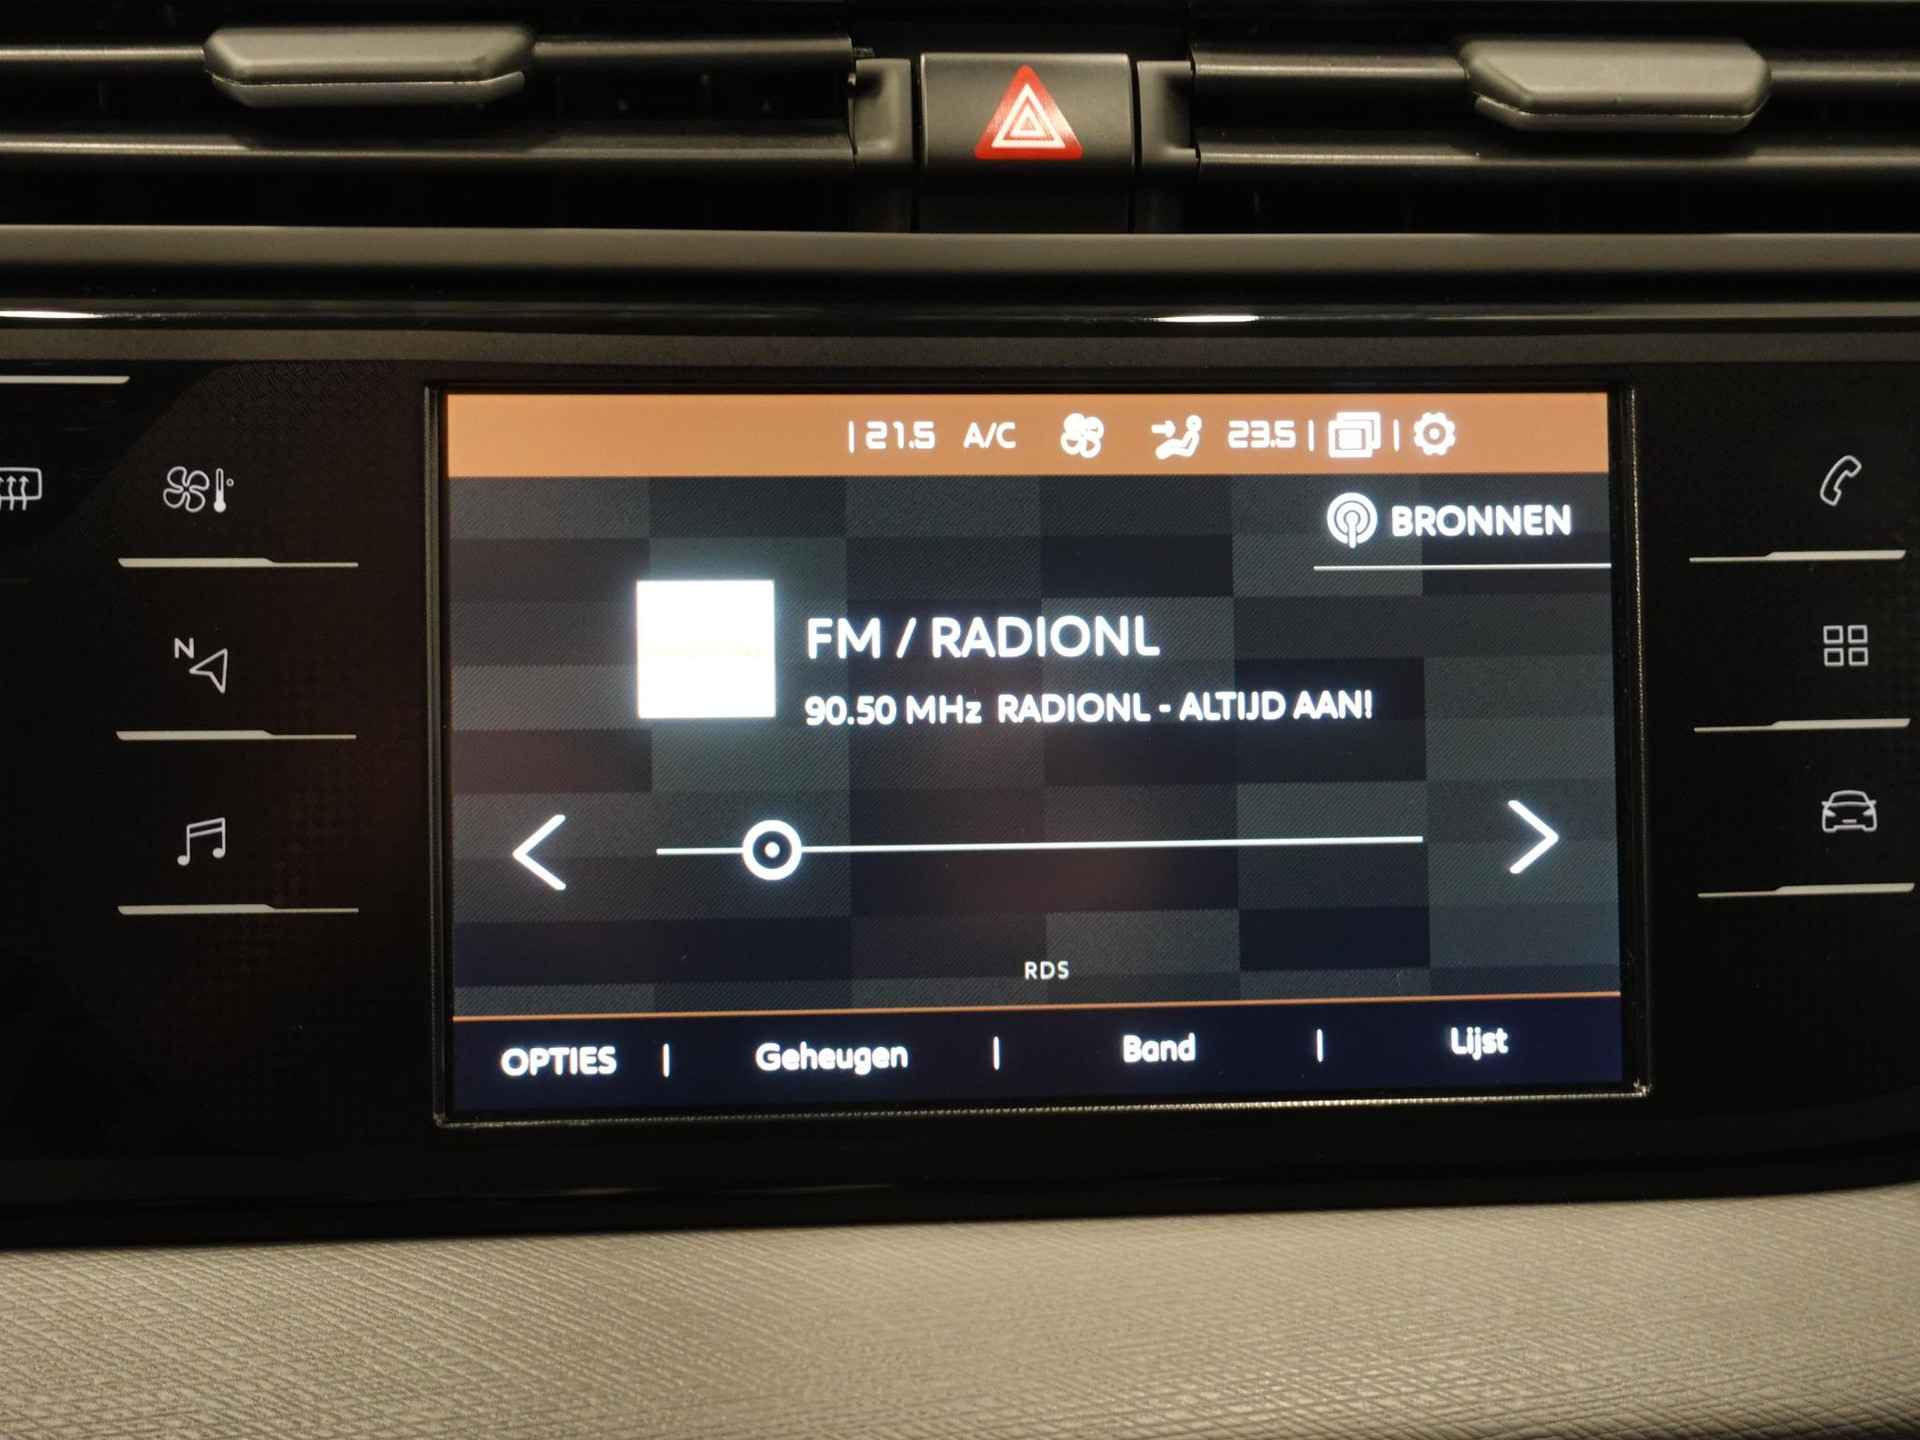 21.5 A/C 23.5
BRONNEN
N
FM / RADIONL
90.50 MHz RADIONL - ALTIJD AAN!
RDS
OPTIES | Geheugen | Band | Lijst